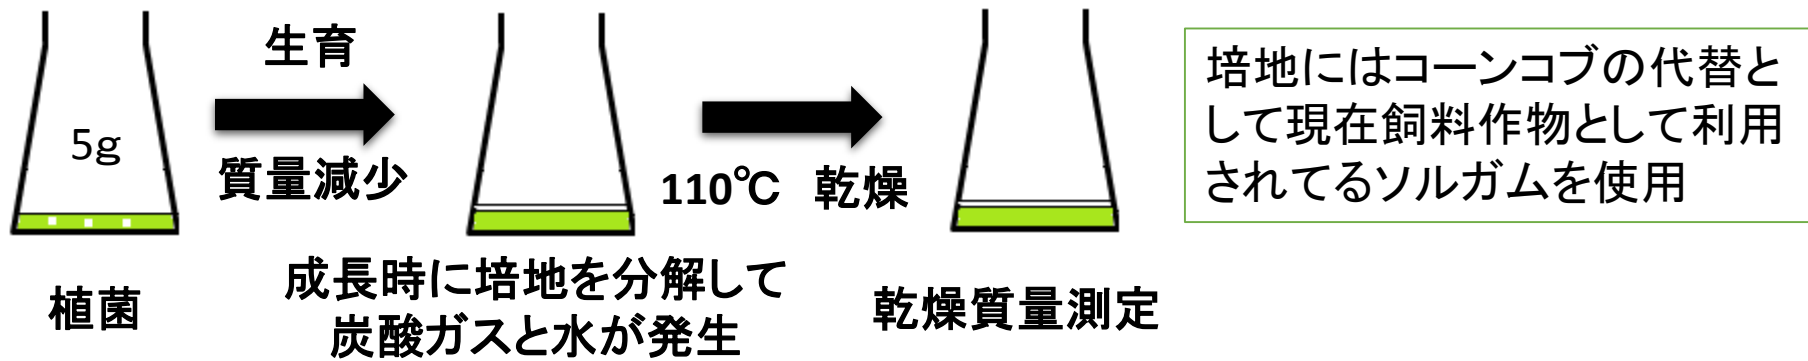 5g
植菌
生育
質量減少
成長時に培地を分解して
炭酸ガスと水が発生
110℃ 乾燥
乾燥質量測定
培地にはコーンコブの代替と
して現在飼料作物として利用
されてるソルガムを使用